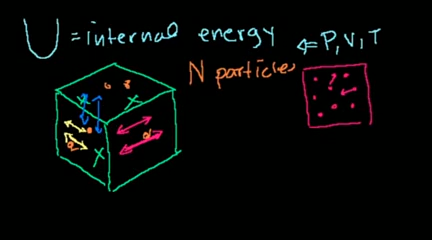 U = internal energy ⇐ P, V, T
N particles
x
x
x